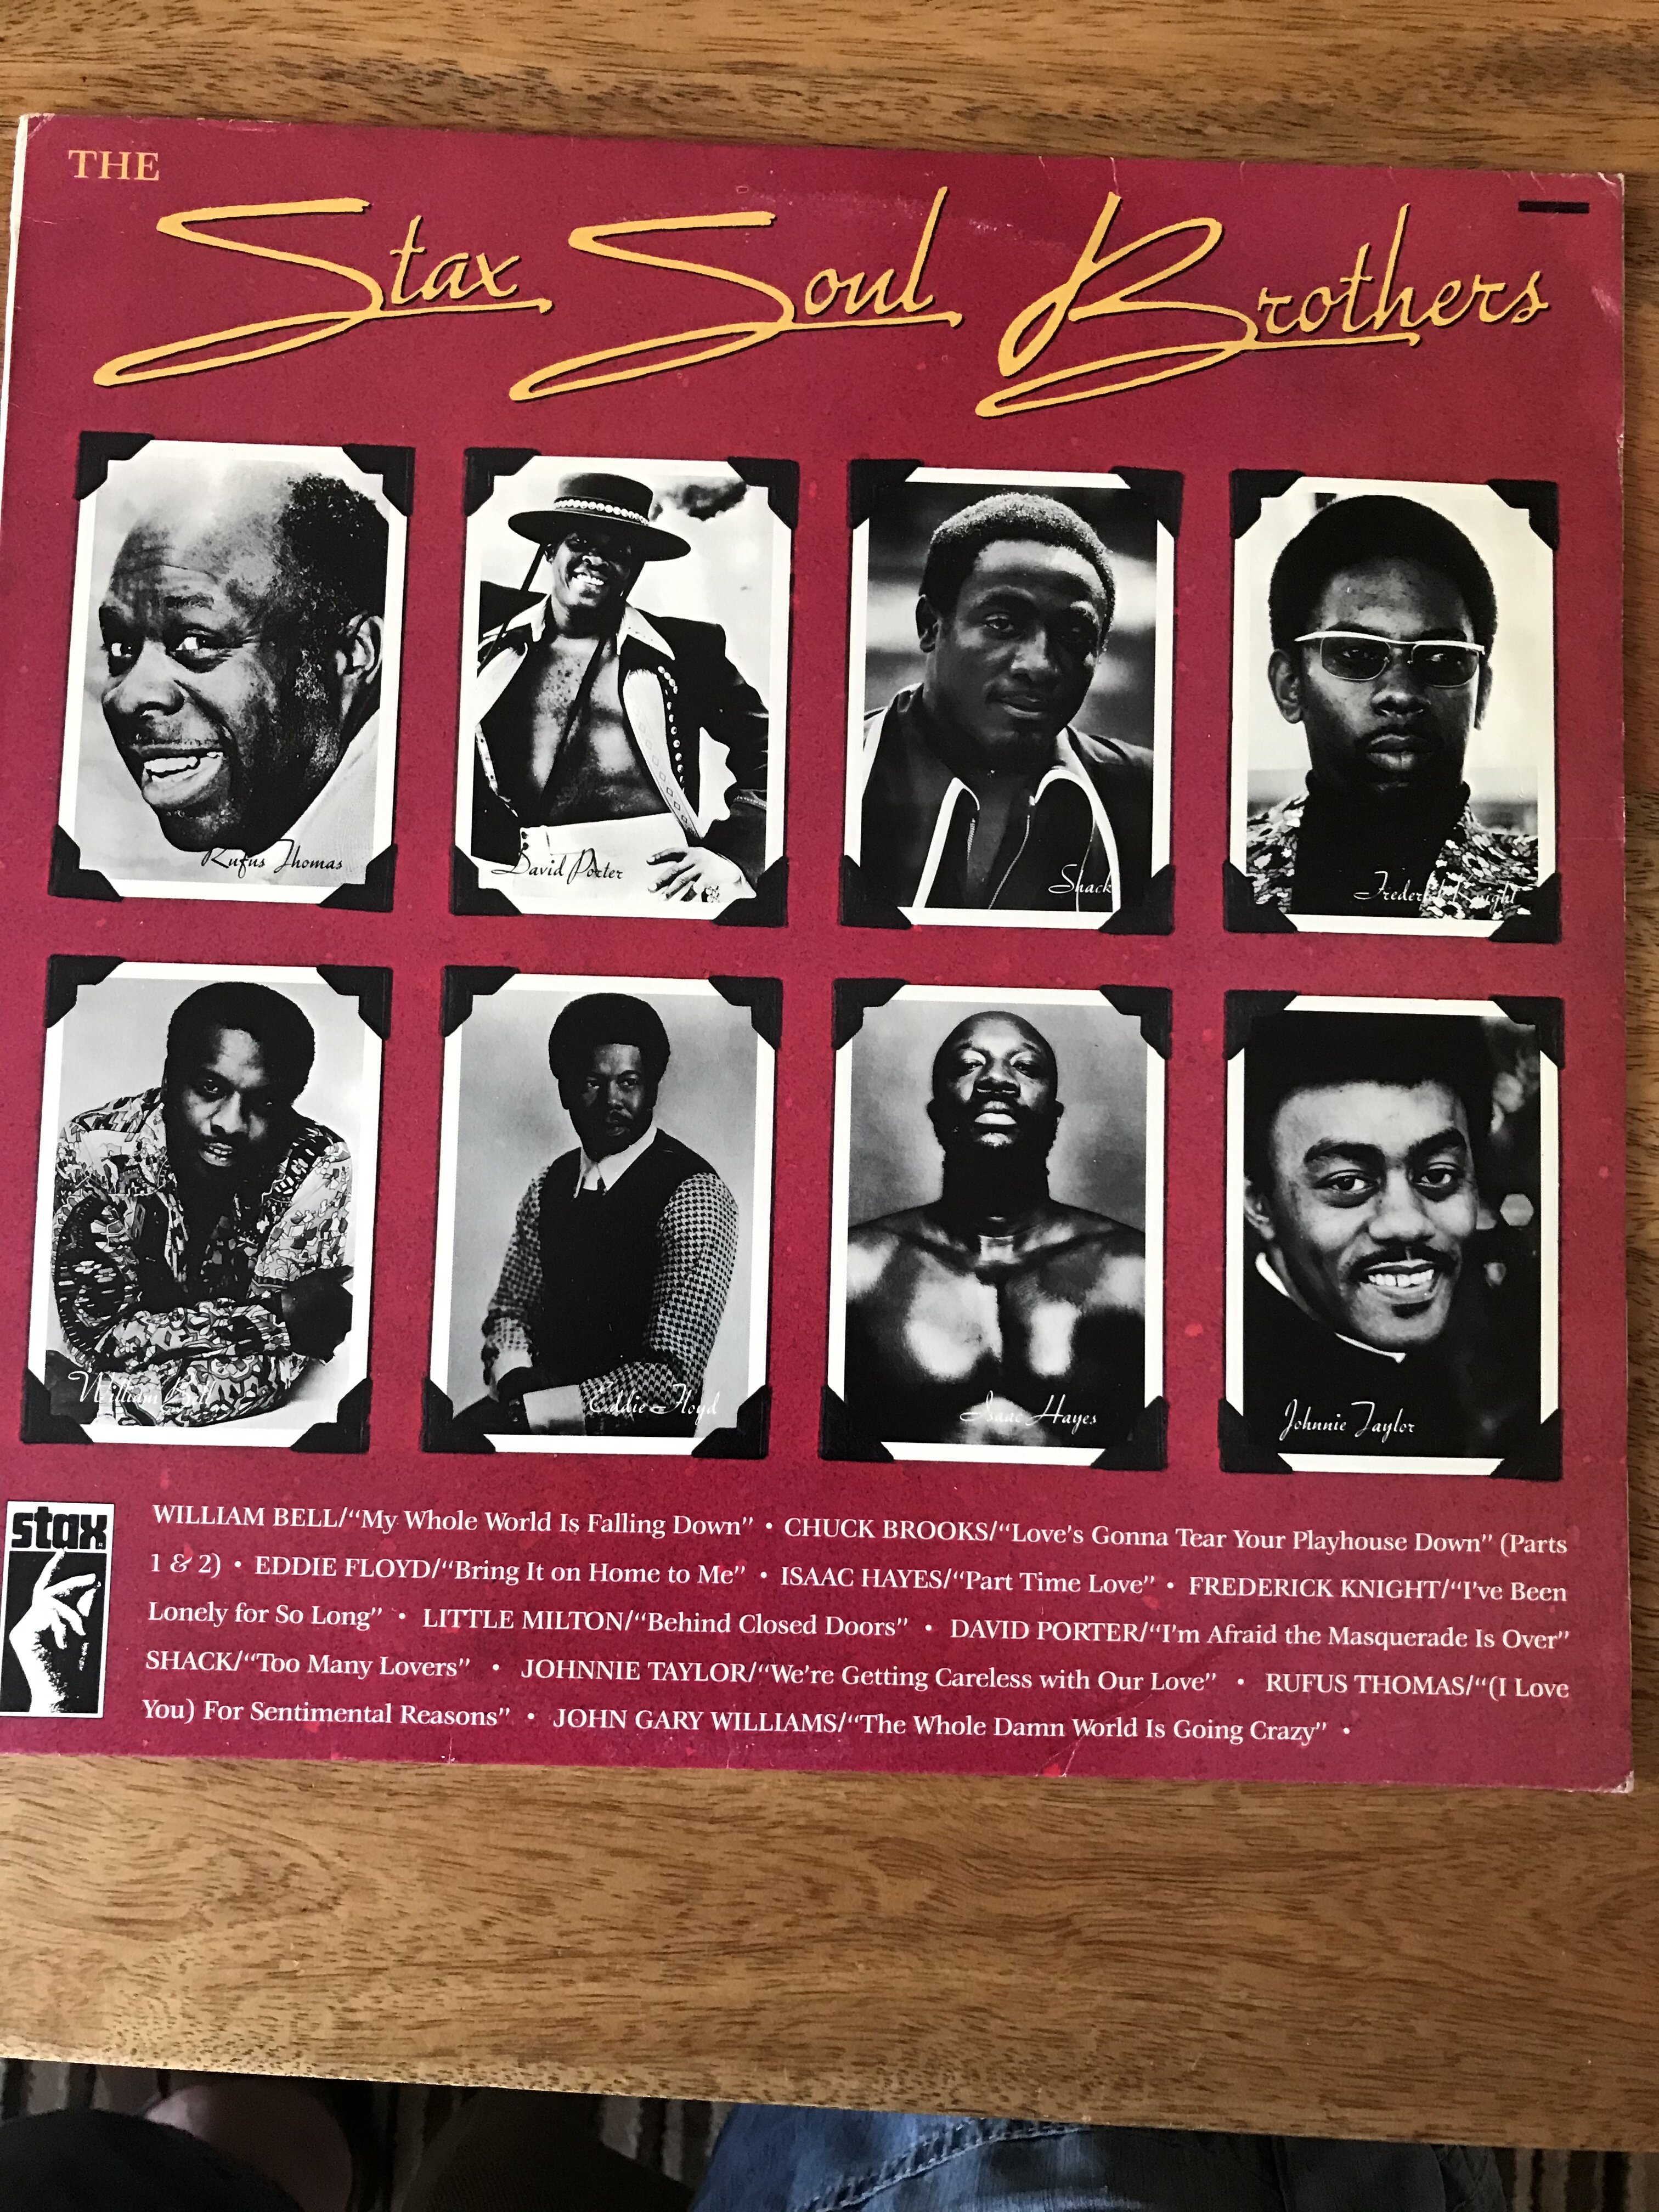 THE
Stax Soul Brothers
Rufus Thomas
David Porter
Shack
Frederick Knight
William Bell
Eddie Floyd
Isaac Hayes
Johnnie Taylor
stax
WILLIAM BELL/“My Whole World Is Falling Down” • CHUCK BROOKS/“Love's Gonna Tear Your Playhouse Down” (Parts
1 & 2) • EDDIE FLOYD/“Bring It on Home to Me” • ISAAC HAYES/“Part Time Love” • FREDERICK KNIGHT/“I've Been
Lonely for So Long” • LITTLE MILTON/“Behind Closed Doors” • DAVID PORTER/“I'm Afraid the Masquerade Is Over”
SHACK/“Too Many Lovers” • JOHNNIE TAYLOR/“We're Getting Careless with Our Love” • RUFUS THOMAS/“(I Love
You) For Sentimental Reasons” • JOHN GARY WILLIAMS/“The Whole Damn World Is Going Crazy” •